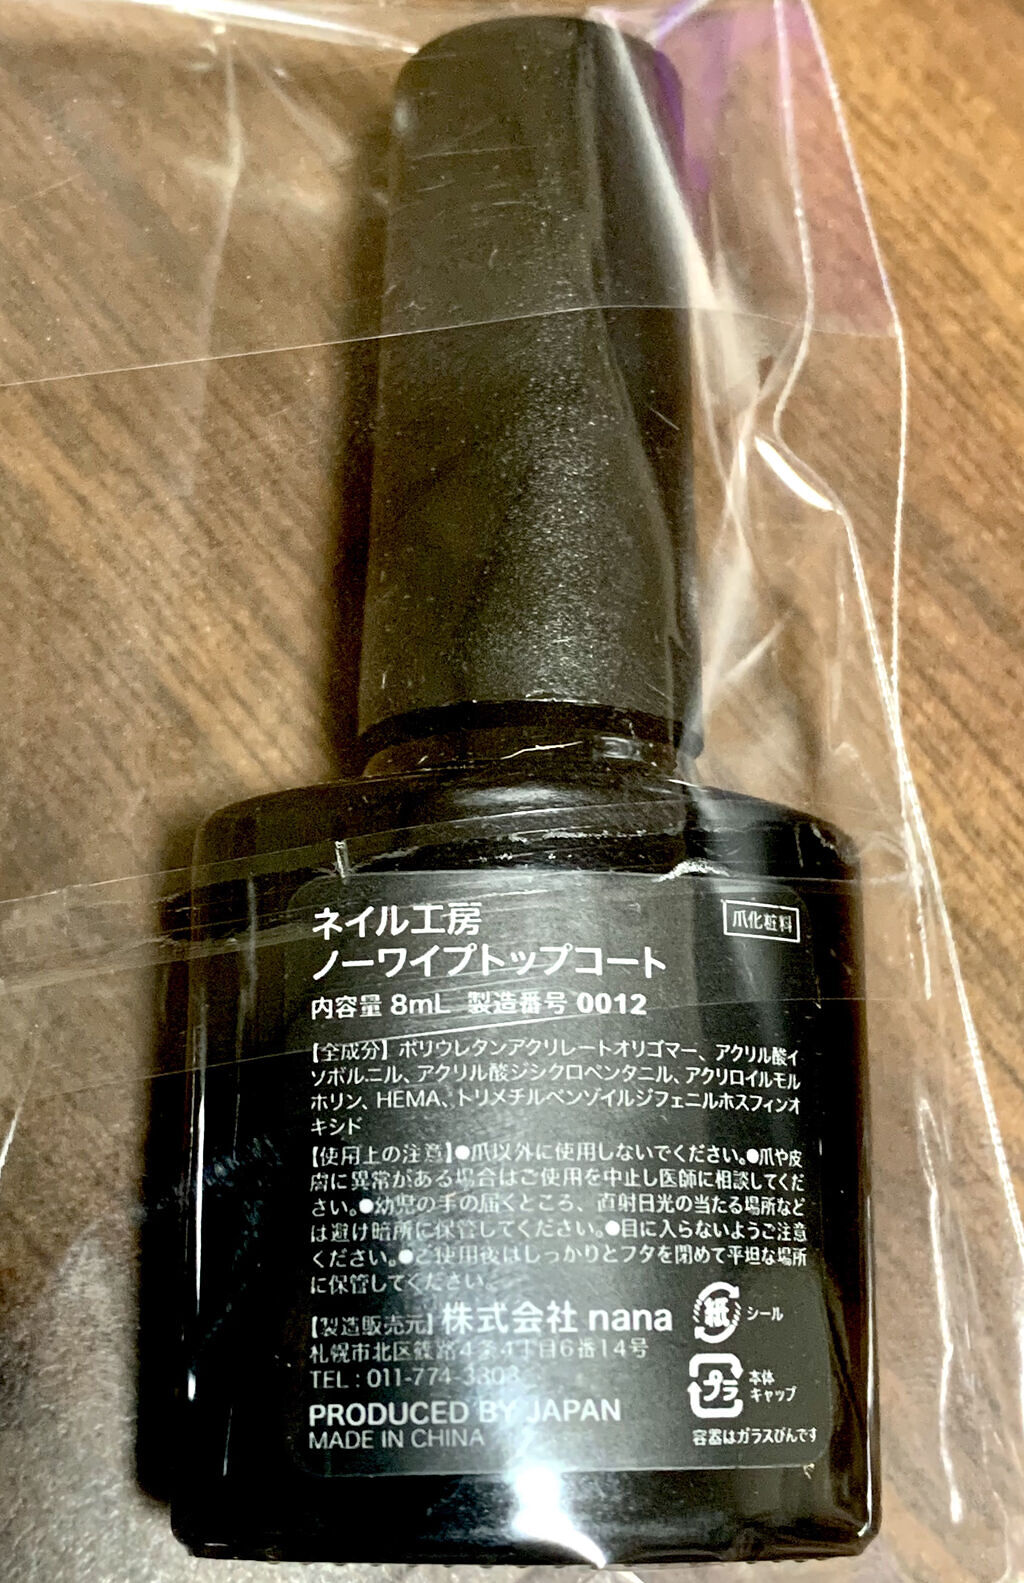 ネイル工房
爪化粧料
ノーワイプトップコート
内容量 8mL 製造番号 0012
【全成分】ポリウレタンアクリレートオリゴマー、アクリル酸イ
ソボルニル、アクリル酸ジシクロペンタニル、アクリロイルモル
ホリン、HEMA、トリメチルベンゾイルジフェニルホスフィンオ
キシド
【使用上の注意】●爪以外に使用しないでください。●爪や皮
膚に異常がある場合はご使用を中止し医師に相談してくだ
さい。●幼児の手の届くところ、直射日光の当たる場所など
は避け暗所に保管してください。●目に入らないようご注意
ください。●ご使用後はしっかりとフタを閉めて平坦な場所
に保管してください。
【製造販売元】株式会社 nana
札幌市北区篠路4条4丁目6番14号
TEL : 011-774-3303
PRODUCED BY JAPAN
MADE IN CHINA
紙 シール
プラ 本体
キャップ
容器はガラスびんです